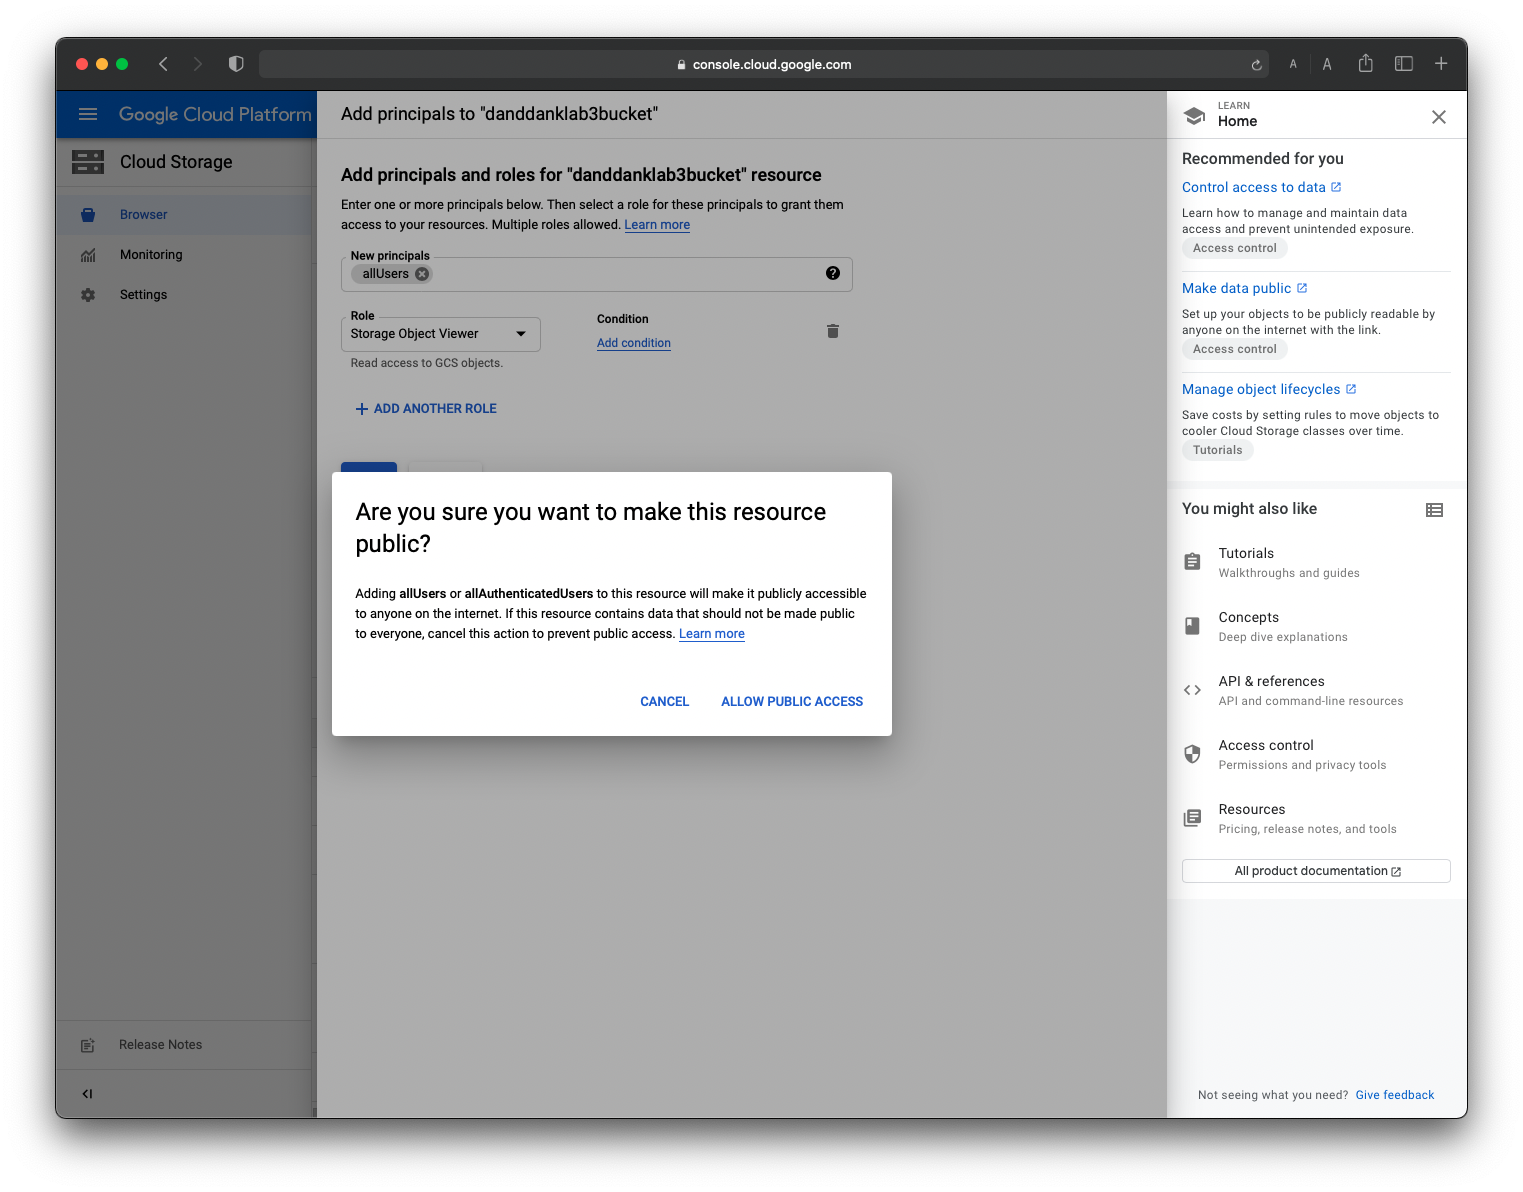 console.cloud.google.com
A
A
Google Cloud Platform
Cloud Storage
Browser
Monitoring
Settings
Release Notes
Add principals to "danddanklab3bucket"
Add principals and roles for "danddanklab3bucket" resource
Enter one or more principals below. Then select a role for these principals to grant them
access to your resources. Multiple roles allowed. Learn more
New principals
allUsers
Role
Storage Object Viewer
Read access to GCS objects.
Condition
Add condition
ADD ANOTHER ROLE
Are you sure you want to make this resource
public?
Adding allUsers or allAuthenticatedUsers to this resource will make it publicly accessible
to anyone on the internet. If this resource contains data that should not be made public
to everyone, cancel this action to prevent public access. Learn more
CANCEL
ALLOW PUBLIC ACCESS
LEARN
Home
Recommended for you
Control access to data
Learn how to manage and maintain data
access and prevent unintended exposure.
Access control
Make data public
Set up your objects to be publicly readable by
anyone on the internet with the link.
Access control
Manage object lifecycles
Save costs by setting rules to move objects to
cooler Cloud Storage classes over time.
Tutorials
You might also like
Tutorials
Walkthroughs and guides
Concepts
Deep dive explanations
API & references
API and command-line resources
Access control
Permissions and privacy tools
Resources
Pricing, release notes, and tools
All product documentation
Not seeing what you need? Give feedback